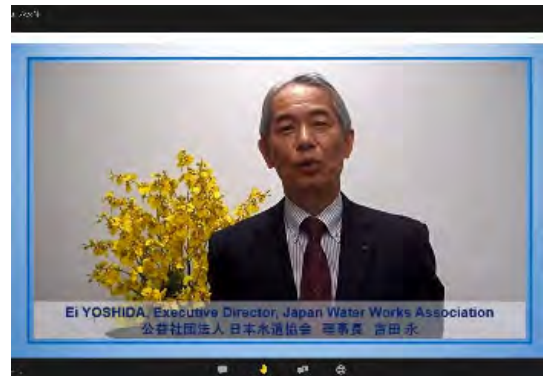 Ei YOSHIDA, Executive Director, Japan Water Works Association
公益社団法人 日本水道協会 理事長 吉田 永